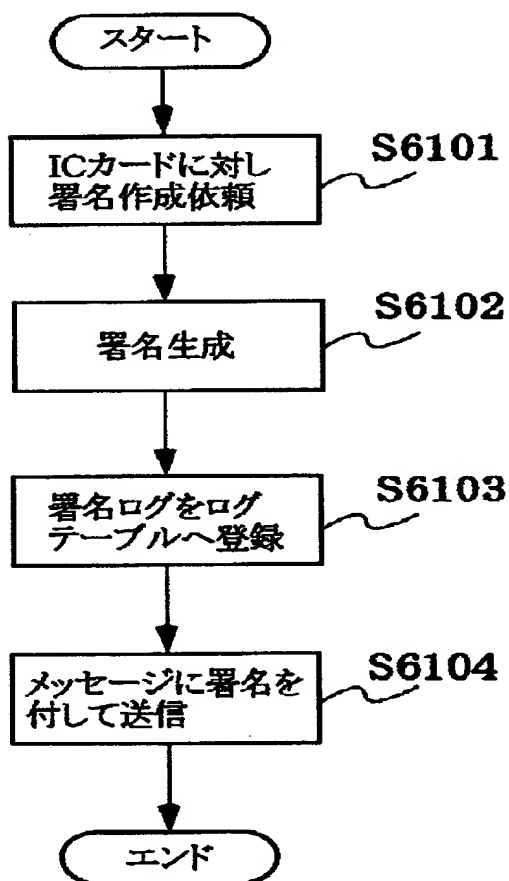 スタート
ICカードに対し
署名作成依頼
S6101
署名生成
S6102
署名ログをログ
テーブルへ登録
S6103
メッセージに署名を
付して送信
S6104
エンド